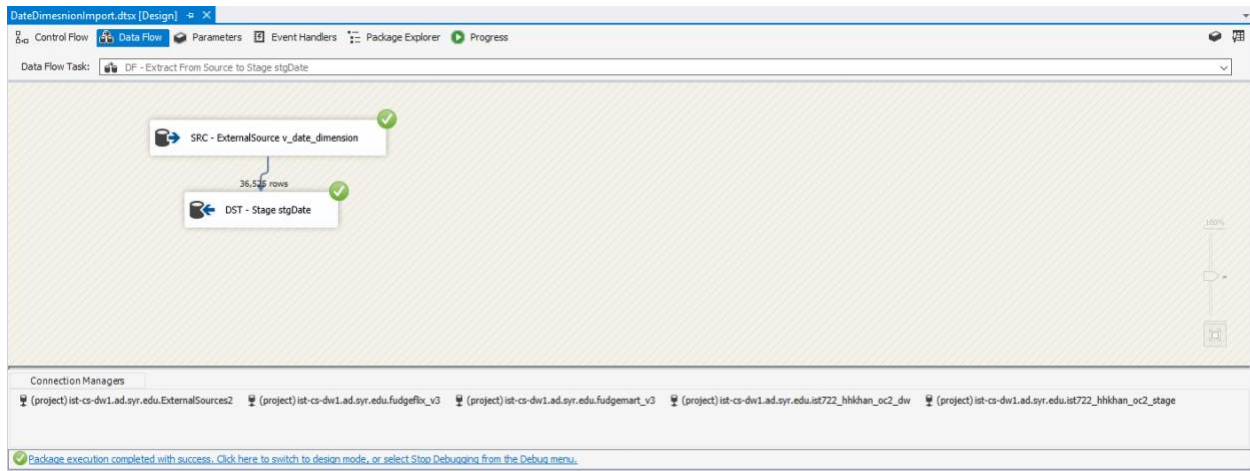 DateDimesnionImport.dtsx [Design]
Control Flow Data Flow Parameters Event Handlers Package Explorer Progress
Data Flow Task: DF - Extract From Source to Stage stgDate
SRC - ExternalSource v_date_dimension
36,525 rows
DST - Stage stgDate
100%
Connection Managers
(project) ist-cs-dw1.ad.syr.edu.ExternalSources2 (project) ist-cs-dw1.ad.syr.edu.fudgeflix_v3 (project) ist-cs-dw1.ad.syr.edu.fudgemart_v3 (project) ist-cs-dw1.ad.syr.edu.ist722_hhkhan_oc2_dw (project) ist-cs-dw1.ad.syr.edu.ist722_hhkhan_oc2_stage
Package execution completed with success. Click here to switch to design mode, or select Stop Debugging from the Debug menu.